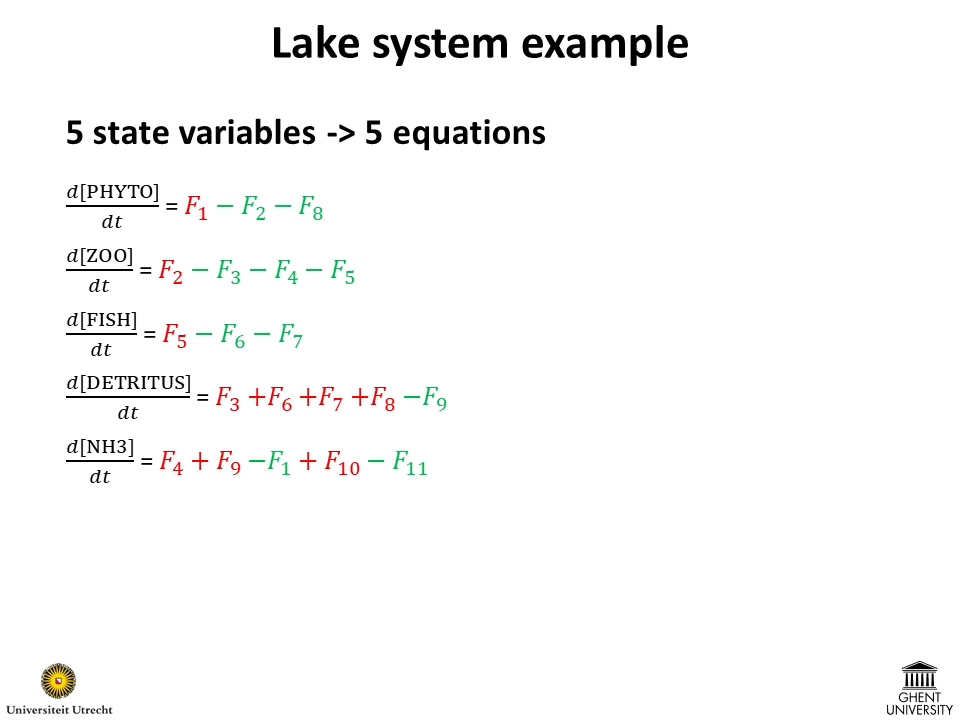 Lake system example
5 state variables -> 5 equations
d[PHYTO]/dt = F₁ − F₂ − F₈
d[ZOO]/dt = F₂ − F₃ − F₄ − F₅
d[FISH]/dt = F₅ − F₆ − F₇
d[DETRITUS]/dt = F₃ +F₆ +F₇ +F₈ −F₉
d[NH3]/dt = F₄ + F₉ −F₁ + F₁₀ − F₁₁
Universiteit Utrecht
GHENT
UNIVERSITY